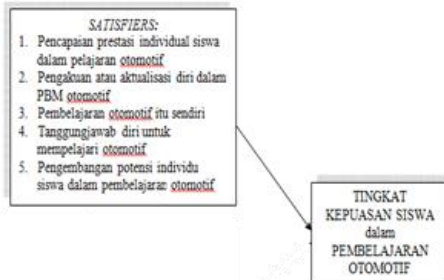 SATISFIERS:
1. Pencapaian prestasi individual siswa
dalam pelajaran otomotif
2. Pengakuan atau aktualisasi diri dalam
PBM otomotif
3. Pembelajaran otomotif itu sendiri
4. Tanggungjawab diri untuk
mempelajari otomotif
5. Pengembangan potensi individu
siswa dalam pembelajaran otomotif
TINGKAT
KEPUASAN SISWA
dalam
PEMBELAJARAN
OTOMOTIF